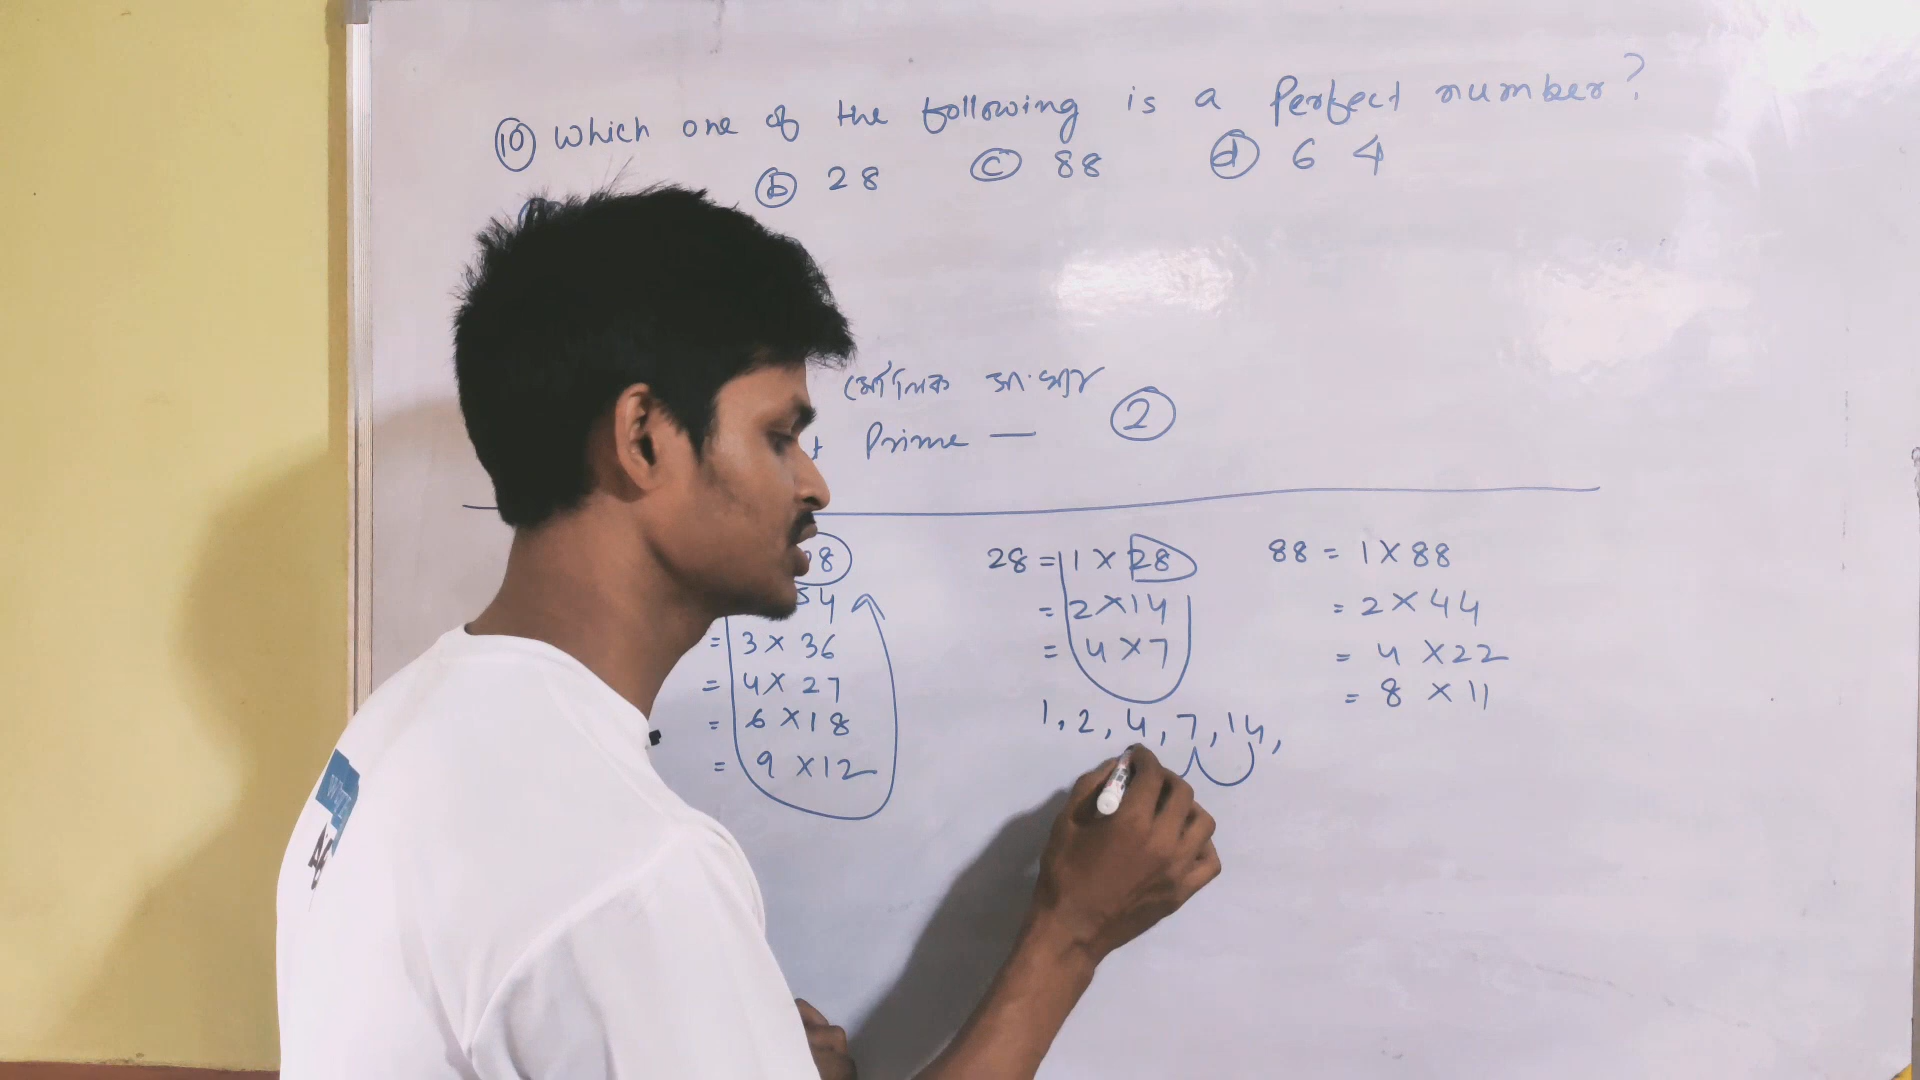 10 Which one of the following is a Perfect number?
b 28 c 88 d 64
মৌলিক সংখ্যা
Prime — 2
8
54
= 3 X 36
= 4 X 27
= 6 X 18
= 9 X 12
28 = 1 X 28
= 2 X 14
= 4 X 7
1, 2, 4, 7, 14,
88 = 1 X 88
= 2 X 44
= 4 X 22
= 8 X 11